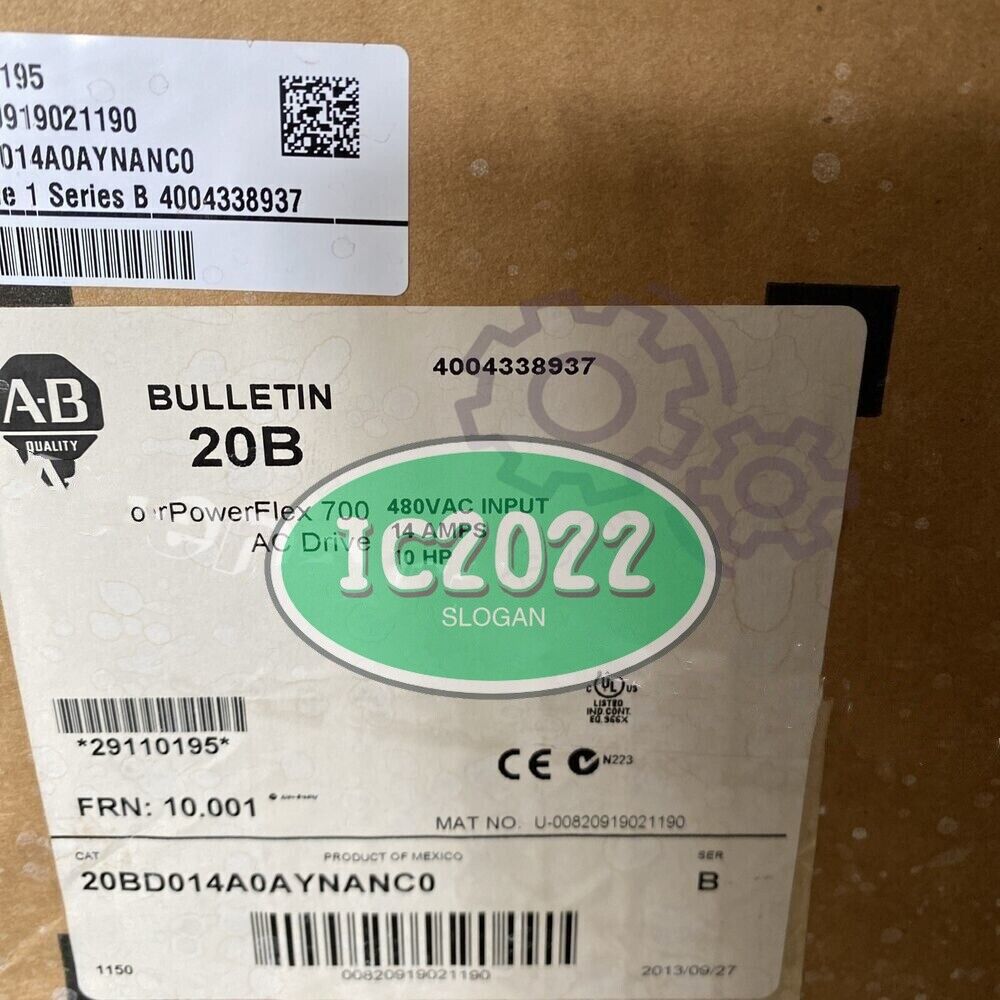 195
0919021190
014A0AYNANC0
e 1 Series B 4004338937
4004338937
A-B
QUALITY
BULLETIN
20B
PowerFlex 700
AC Drive
480VAC INPUT
14 AMPS
10 HP
IC2022
SLOGAN
C UL US
LISTED
IND.CONT.
EQ.966X
*29110195*
CE N223
FRN: 10.001
MAT NO. U-00820919021190
CAT PRODUCT OF MEXICO SER
20BD014A0AYNANC0 B
00820919021190
1150 2013/09/27